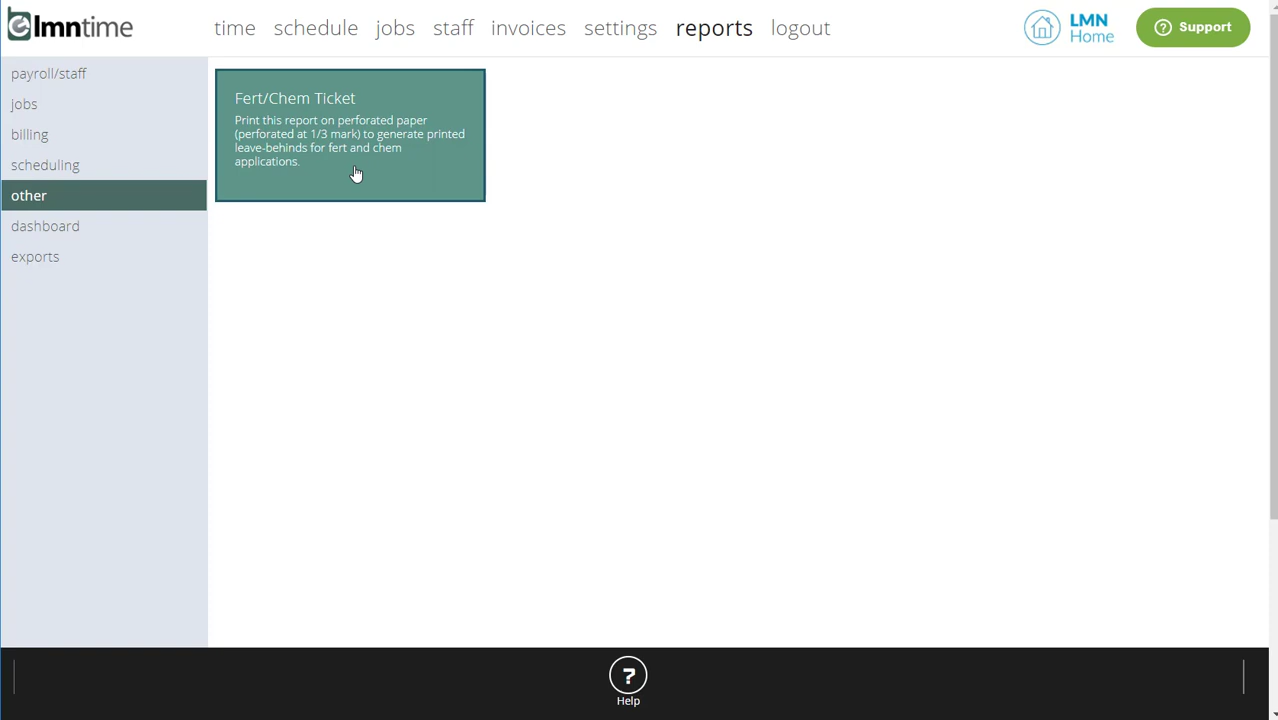 lmntime
time schedule jobs staff invoices settings reports logout
LMN
Home
? Support
payroll/staff
jobs
billing
scheduling
other
dashboard
exports
Fert/Chem Ticket
Print this report on perforated paper
(perforated at 1/3 mark) to generate printed
leave-behinds for fert and chem
applications.
?
Help